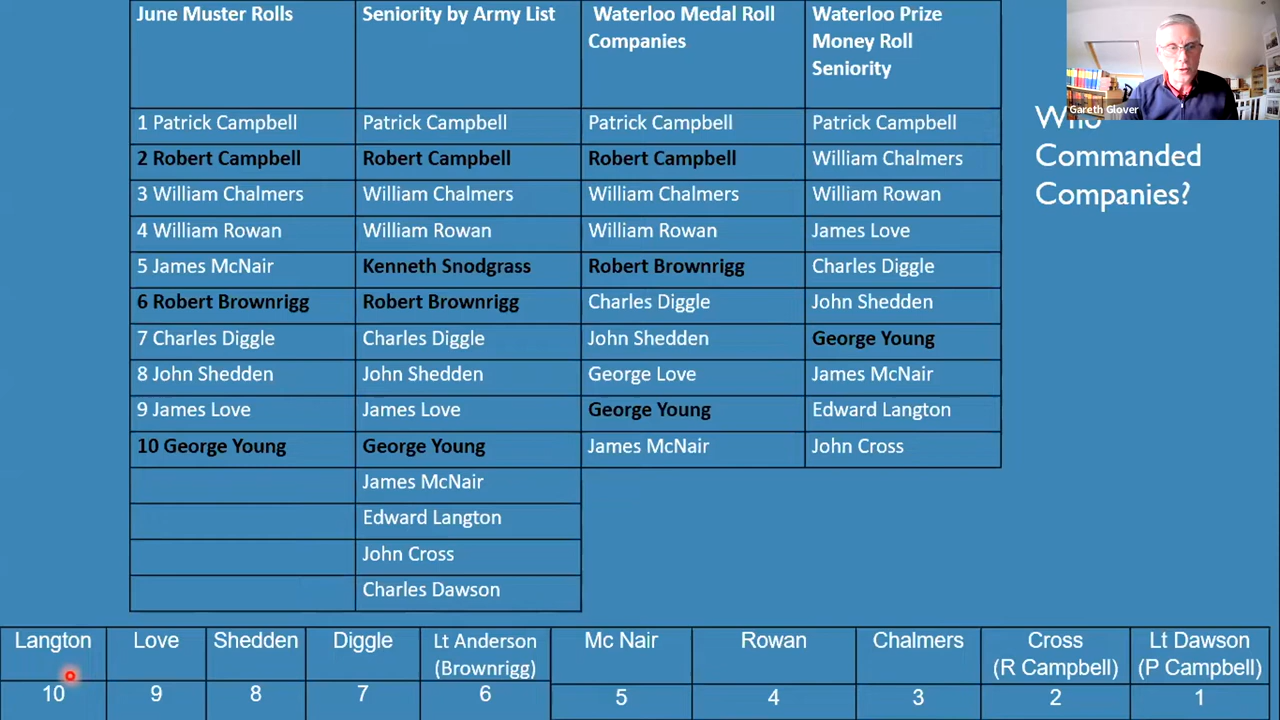 June Muster Rolls
Seniority by Army List
Waterloo Medal Roll
Companies
Waterloo Prize
Money Roll
Seniority
1 Patrick Campbell
Patrick Campbell
Patrick Campbell
Patrick Campbell
2 Robert Campbell
Robert Campbell
Robert Campbell
William Chalmers
3 William Chalmers
William Chalmers
William Chalmers
William Rowan
4 William Rowan
William Rowan
William Rowan
James Love
5 James McNair
Kenneth Snodgrass
Robert Brownrigg
Charles Diggle
6 Robert Brownrigg
Robert Brownrigg
Charles Diggle
John Shedden
7 Charles Diggle
Charles Diggle
John Shedden
George Young
8 John Shedden
John Shedden
George Love
James McNair
9 James Love
James Love
George Young
Edward Langton
10 George Young
George Young
James McNair
John Cross
James McNair
Edward Langton
John Cross
Charles Dawson
Gareth Glover
Who
Commanded
Companies?
Langton
Love
Shedden
Diggle
Lt Anderson
(Brownrigg)
Mc Nair
Rowan
Chalmers
Cross
(R Campbell)
Lt Dawson
(P Campbell)
10
9
8
7
6
5
4
3
2
1